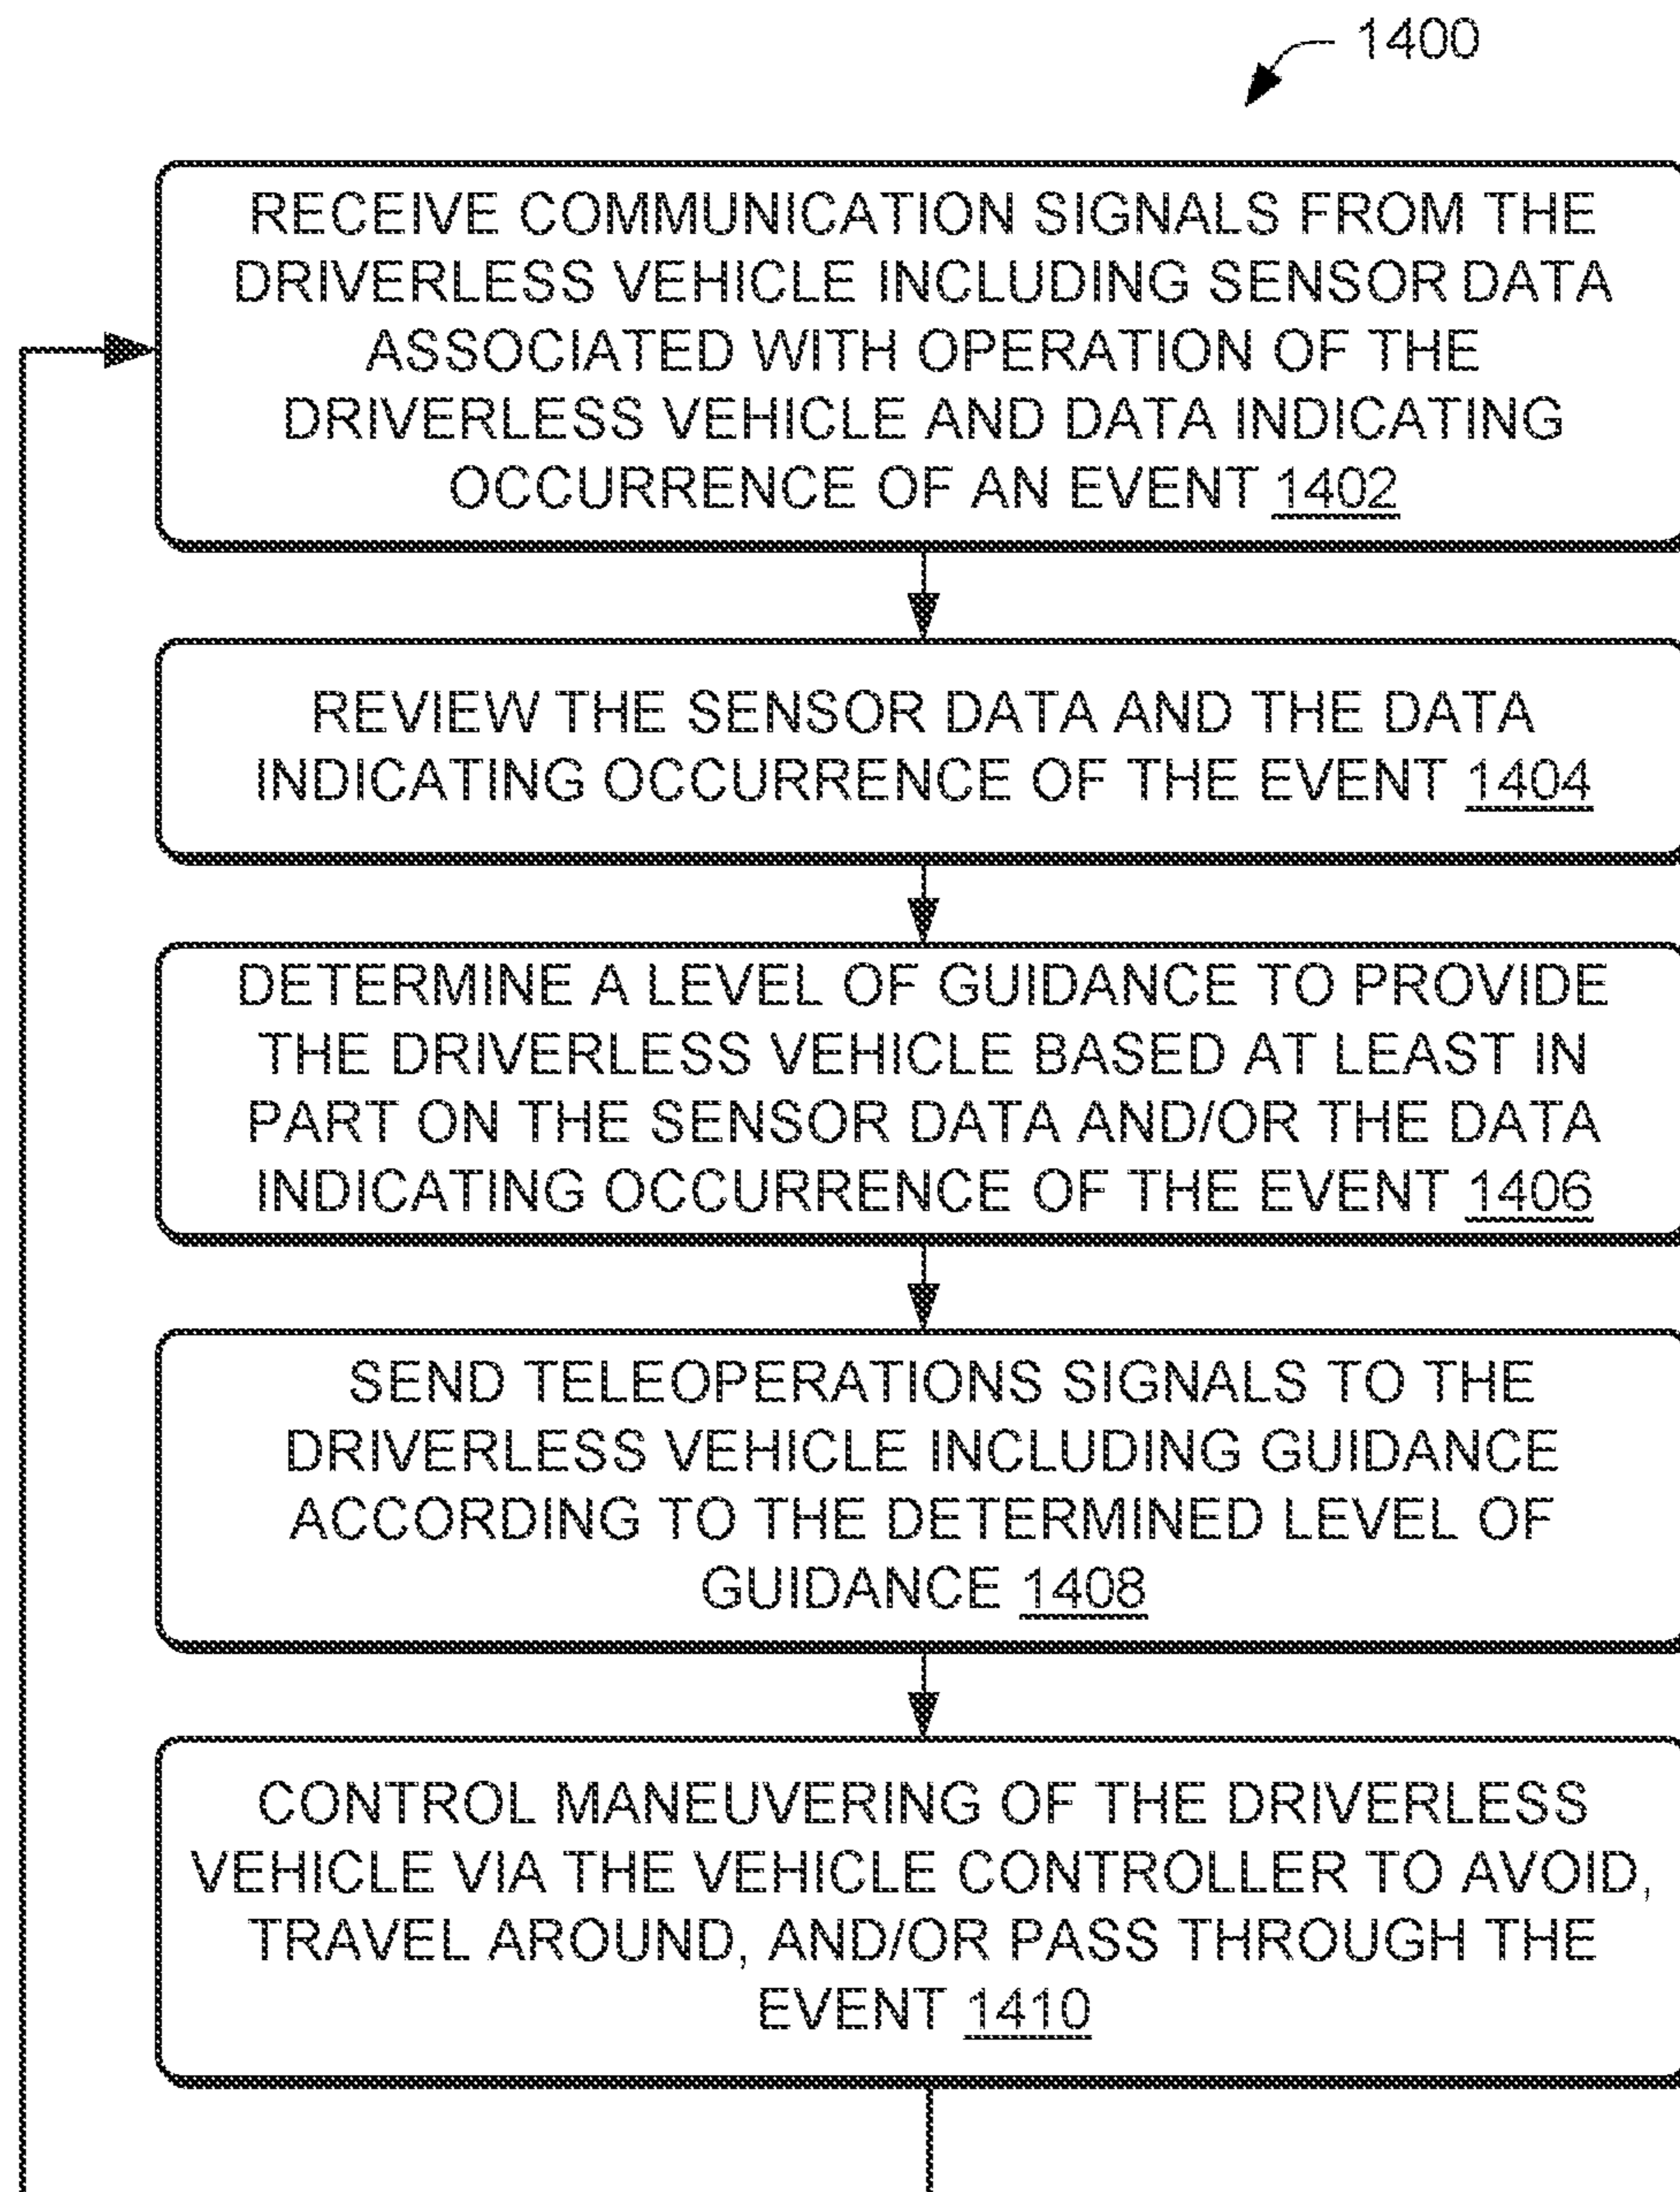 1400
RECEIVE COMMUNICATION SIGNALS FROM THE
DRIVERLESS VEHICLE INCLUDING SENSOR DATA
ASSOCIATED WITH OPERATION OF THE
DRIVERLESS VEHICLE AND DATA INDICATING
OCCURRENCE OF AN EVENT 1402
REVIEW THE SENSOR DATA AND THE DATA
INDICATING OCCURRENCE OF THE EVENT 1404
DETERMINE A LEVEL OF GUIDANCE TO PROVIDE
THE DRIVERLESS VEHICLE BASED AT LEAST IN
PART ON THE SENSOR DATA AND/OR THE DATA
INDICATING OCCURRENCE OF THE EVENT 1406
SEND TELEOPERATIONS SIGNALS TO THE
DRIVERLESS VEHICLE INCLUDING GUIDANCE
ACCORDING TO THE DETERMINED LEVEL OF
GUIDANCE 1408
CONTROL MANEUVERING OF THE DRIVERLESS
VEHICLE VIA THE VEHICLE CONTROLLER TO AVOID,
TRAVEL AROUND, AND/OR PASS THROUGH THE
EVENT 1410